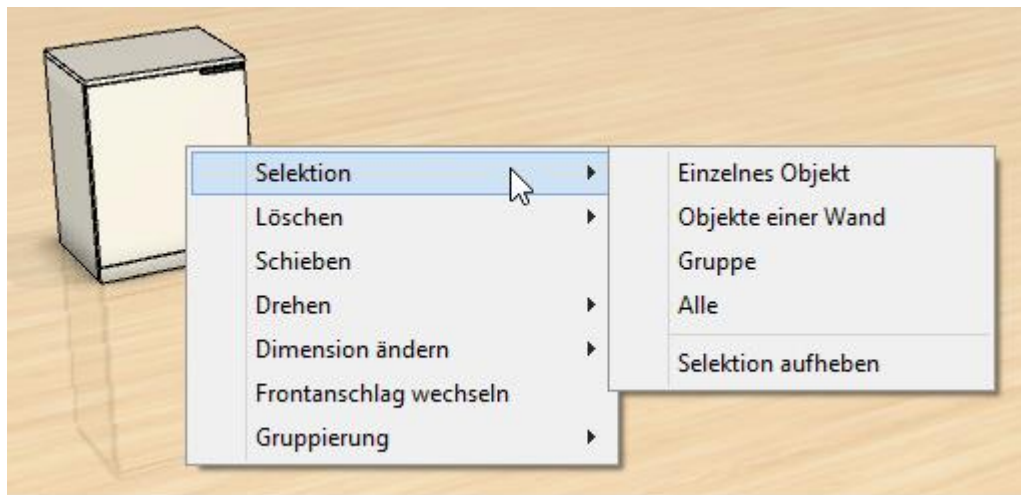 Selektion
Löschen
Schieben
Drehen
Dimension ändern
Frontanschlag wechseln
Gruppierung
Einzelnes Objekt
Objekte einer Wand
Gruppe
Alle
Selektion aufheben